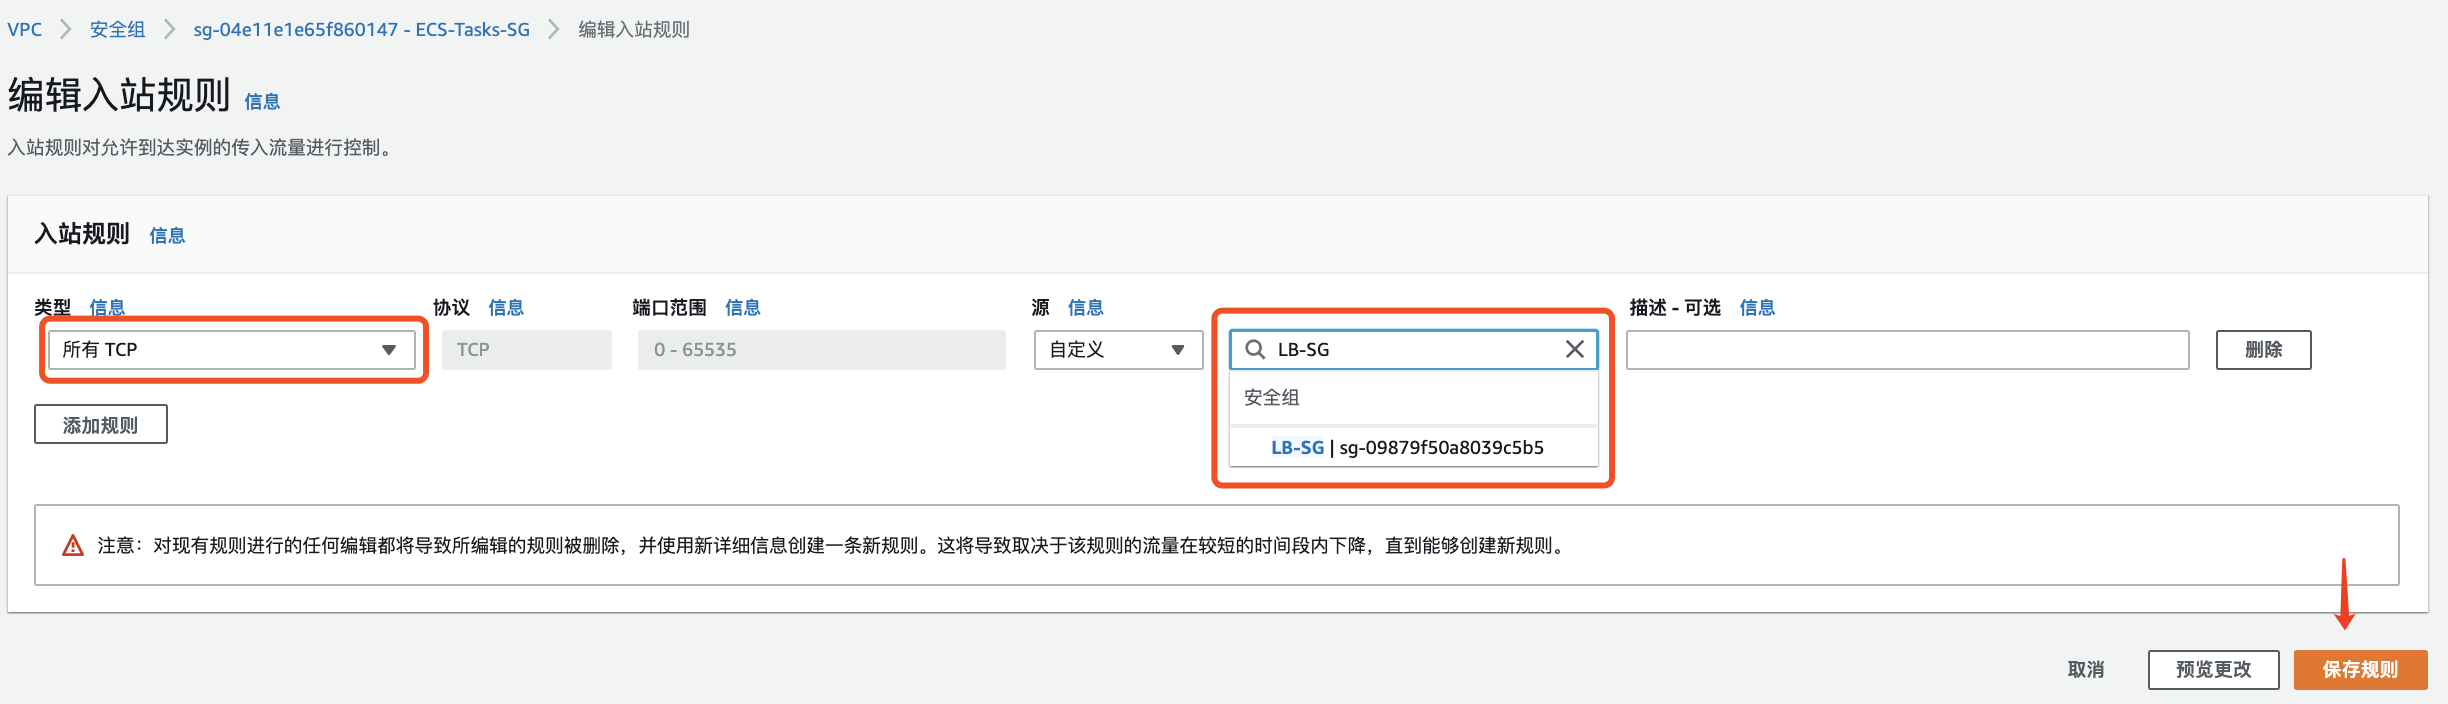 VPC > 安全组 > sg-04e11e1e65f860147 - ECS-Tasks-SG > 编辑入站规则
编辑入站规则 信息
入站规则对允许到达实例的传入流量进行控制。
入站规则 信息
类型 信息 协议 信息 端口范围 信息 源 信息 描述 - 可选 信息
所有 TCP TCP 0 - 65535 自定义 LB-SG 删除
安全组
添加规则
LB-SG | sg-09879f50a8039c5b5
注意：对现有规则进行的任何编辑都将导致所编辑的规则被删除，并使用新详细信息创建一条新规则。这将导致取决于该规则的流量在较短的时间段内下降，直到能够创建新规则。
取消 预览更改 保存规则